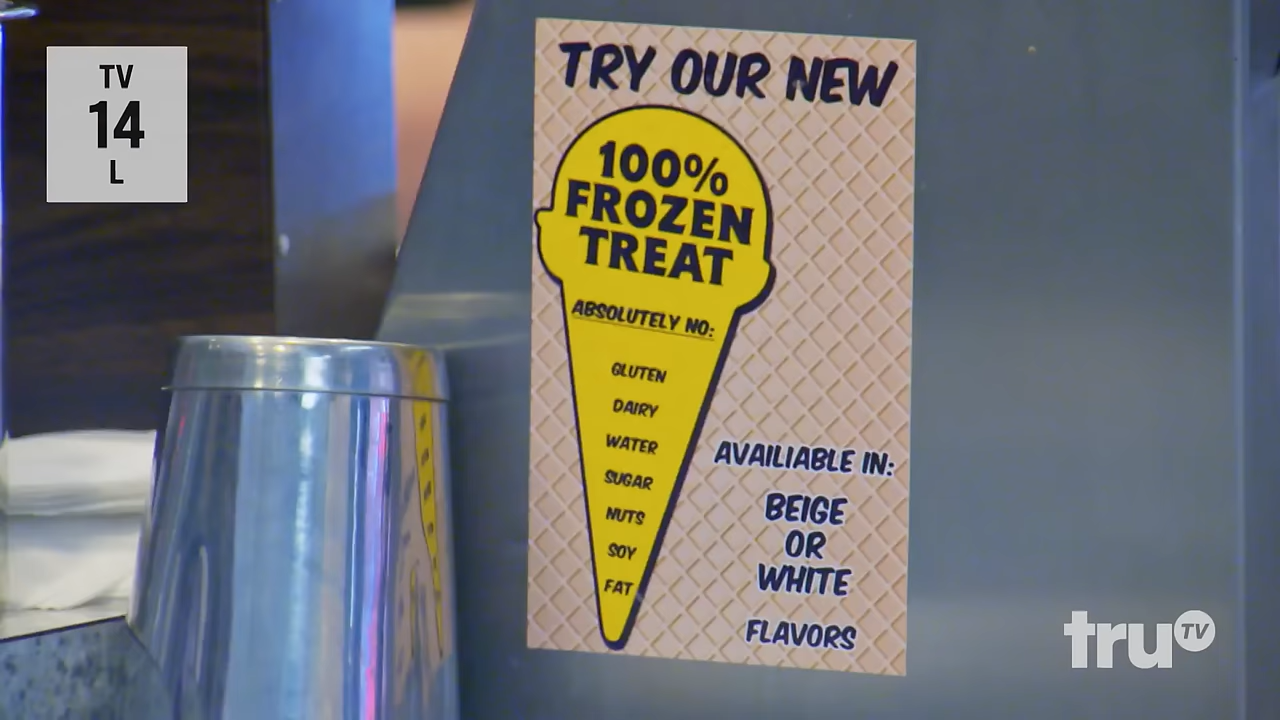 TV
14
L
TRY OUR NEW
100%
FROZEN
TREAT
ABSOLUTELY NO:
GLUTEN
DAIRY
WATER
SUGAR
NUTS
SOY
FAT
AVAILIABLE IN:
BEIGE
OR
WHITE
FLAVORS
truTV